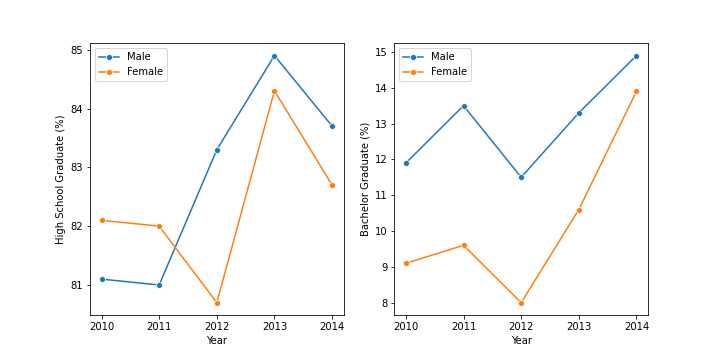 Male
Female
85
84
83
82
81
High School Graduate (%)
2010
2011
2012
2013
2014
Year
Male
Female
15
14
13
12
11
10
9
8
Bachelor Graduate (%)
2010
2011
2012
2013
2014
Year